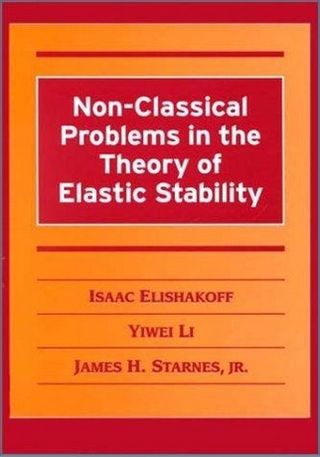 Non-Classical
Problems in the
Theory of
Elastic Stability
ISAAC ELISHAKOFF
YIWEI LI
JAMES H. STARNES, JR.